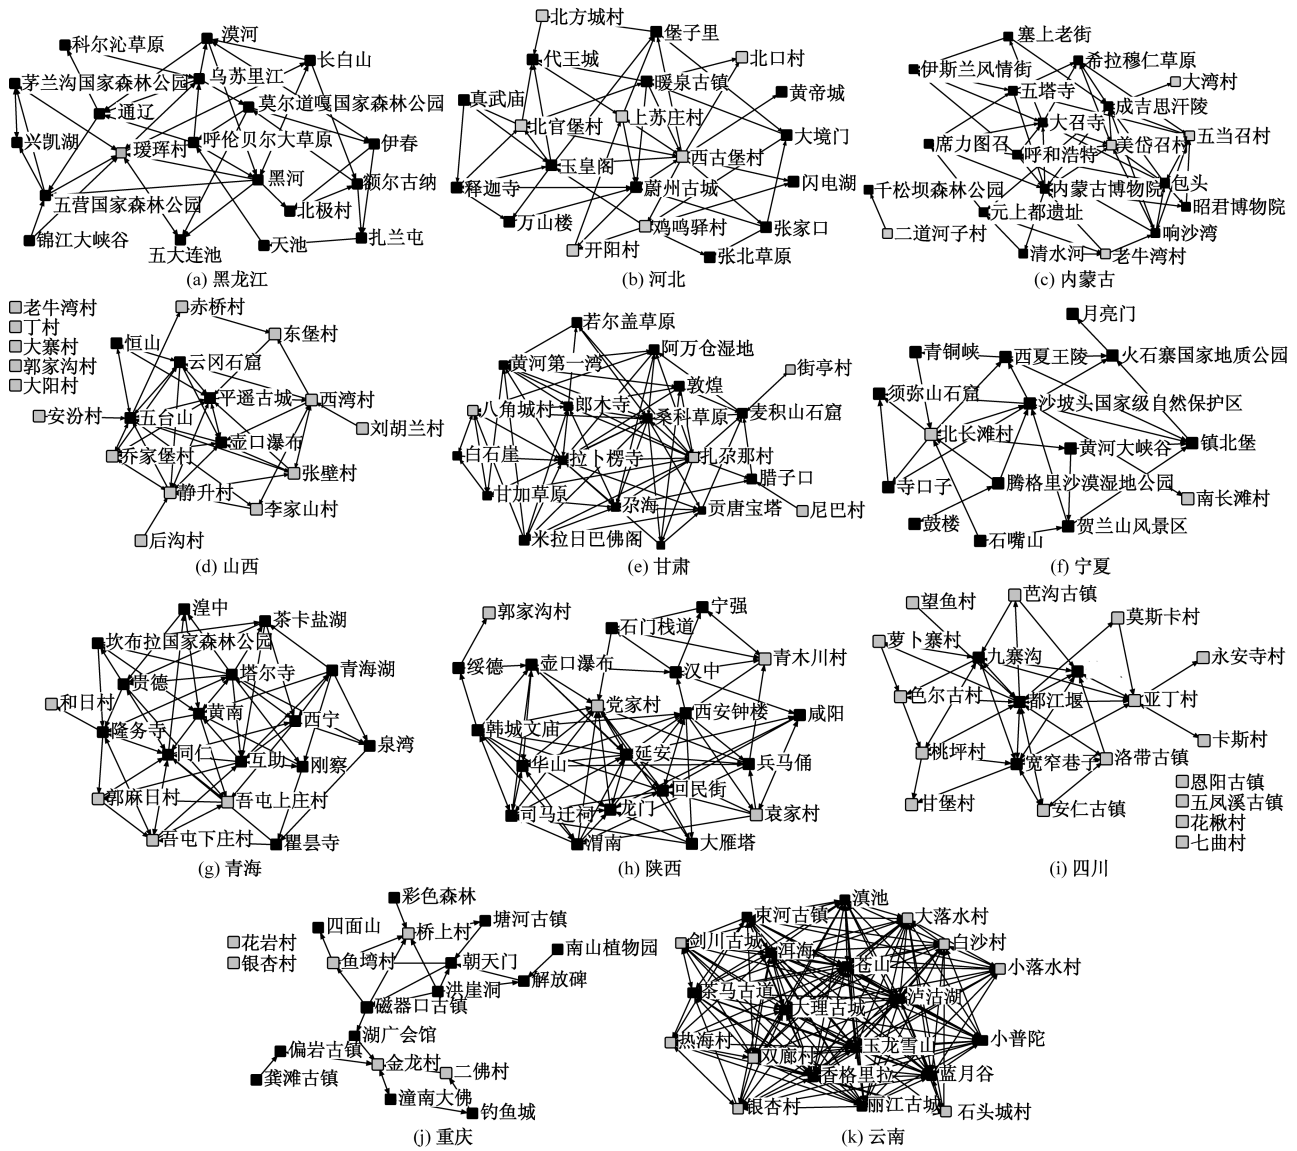 科尔沁草原
漠河
长白山
茅兰沟国家森林公园
乌苏里江
莫尔道嘎国家森林公园
通辽
兴凯湖
瑷珲村
呼伦贝尔大草原
伊春
黑河
额尔古纳
五营国家森林公园
北极村
锦江大峡谷
五大连池
天池
扎兰屯
(a) 黑龙江
北方城村
堡子里
代王城
北口村
暖泉古镇
黄帝城
真武庙
北官堡村
上苏庄村
大境门
玉皇阁
西古堡村
释迦寺
蔚州古城
闪电湖
万山楼
鸡鸣驿村
张家口
开阳村
张北草原
(b) 河北
塞上老街
希拉穆仁草原
伊斯兰风情街
大湾村
五塔寺
成吉思汗陵
大召寺
五当召村
席力图召
呼和浩特
美岱召村
千松坝森林公园
内蒙古博物院
包头
元上都遗址
昭君博物院
二道河子村
响沙湾
清水河
老牛湾村
(c) 内蒙古
老牛湾村
丁村
大寨村
郭家沟村
大阳村
赤桥村
恒山
东堡村
云冈石窟
平遥古城
西湾村
安汾村
五台山
刘胡兰村
壶口瀑布
乔家堡村
张壁村
静升村
李家山村
后沟村
(d) 山西
若尔盖草原
黄河第一湾
阿万仓湿地
街亭村
敦煌
八角城村
郎木寺
桑科草原
麦积山石窟
白石崖
拉卜楞寺
扎尕那村
腊子口
甘加草原
尕海
贡唐宝塔
尼巴村
米拉日巴佛阁
(e) 甘肃
月亮门
青铜峡
西夏王陵
火石寨国家地质公园
须弥山石窟
沙坡头国家级自然保护区
北长滩村
黄河大峡谷
镇北堡
寺口子
腾格里沙漠湿地公园
南长滩村
鼓楼
贺兰山风景区
石嘴山
(f) 宁夏
湟中
茶卡盐湖
坎布拉国家森林公园
塔尔寺
青海湖
贵德
和日村
黄南
西宁
隆务寺
同仁
泉湾
互助
刚察
郭麻日村
吾屯上庄村
吾屯下庄村
瞿昙寺
(g) 青海
郭家沟村
宁强
石门栈道
绥德
壶口瀑布
汉中
青木川村
党家村
西安钟楼
咸阳
韩城文庙
延安
华山
兵马俑
回民街
司马迁祠
龙门
袁家村
渭南
大雁塔
(h) 陕西
望鱼村
芭沟古镇
莫斯卡村
萝卜寨村
九寨沟
永安寺村
色尔古村
都江堰
亚丁村
桃坪村
宽窄巷子
洛带古镇
卡斯村
甘堡村
安仁古镇
恩阳古镇
五凤溪古镇
花楸村
七曲村
(i) 四川
彩色森林
四面山
桥上村
塘河古镇
花岩村
银杏村
鱼塆村
朝天门
南山植物园
洪崖洞
解放碑
磁器口古镇
湖广会馆
偏岩古镇
金龙村
二佛村
龚滩古镇
潼南大佛
钓鱼城
(j) 重庆
滇池
束河古镇
大落水村
剑川古城
洱海
白沙村
苍山
小落水村
茶马古道
大理古城
泸沽湖
热海村
双廊村
玉龙雪山
小普陀
香格里拉
蓝月谷
银杏村
丽江古城
石头城村
(k) 云南